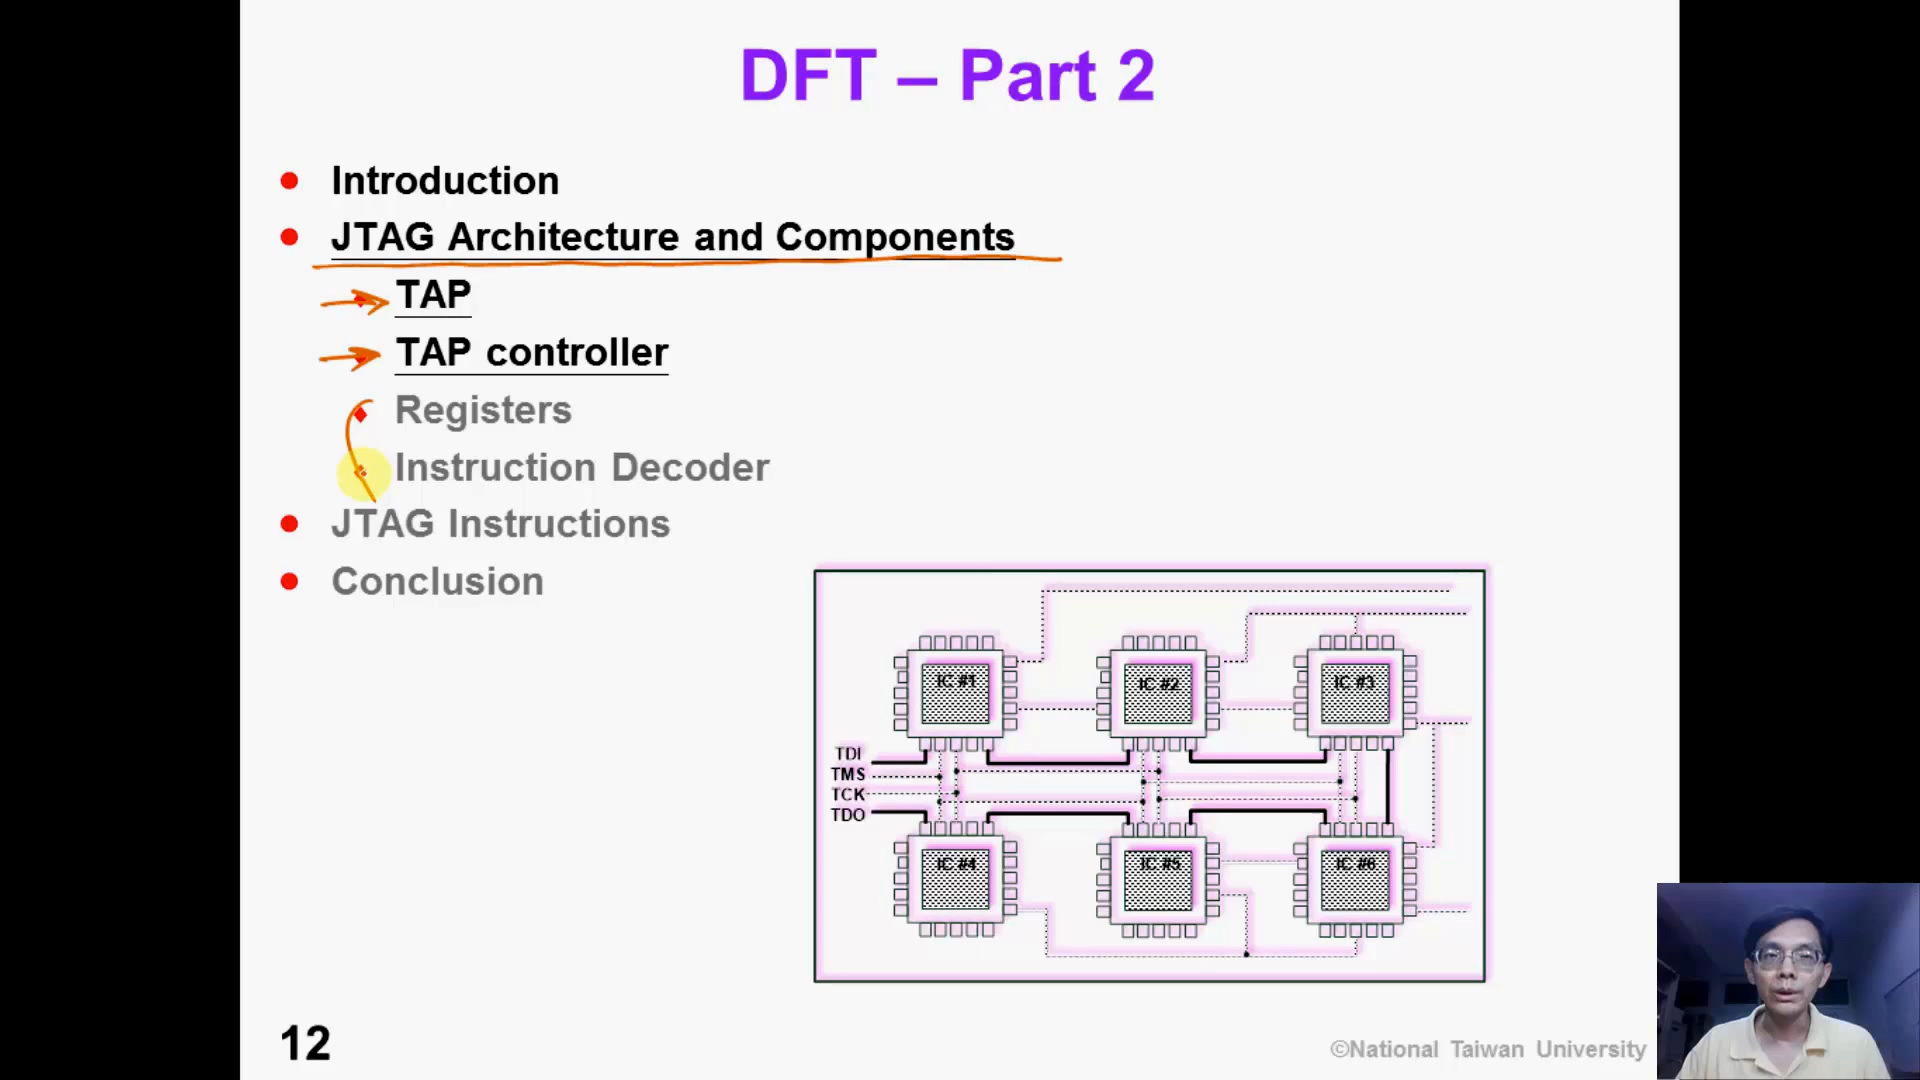 DFT – Part 2
Introduction
JTAG Architecture and Components
TAP
TAP controller
Registers
Instruction Decoder
JTAG Instructions
Conclusion
IC #1
IC #2
IC #3
TDI
TMS
TCK
TDO
IC #4
IC #5
IC #6
12
©National Taiwan University